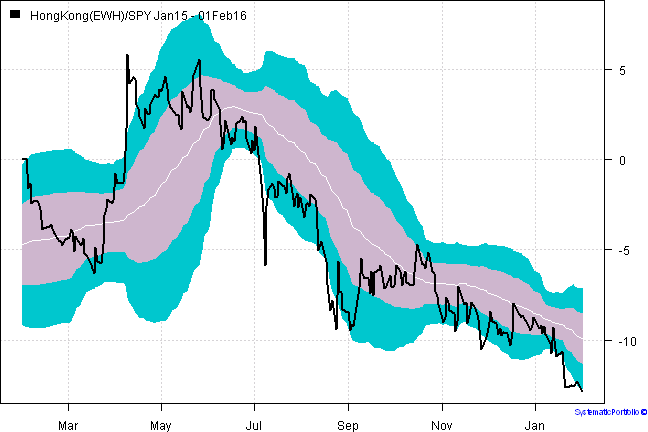 HongKong(EWH)/SPY Jan15 - 01Feb16
5
0
-5
-10
Mar May Jul Sep Nov Jan
SystematicPortfolio ©